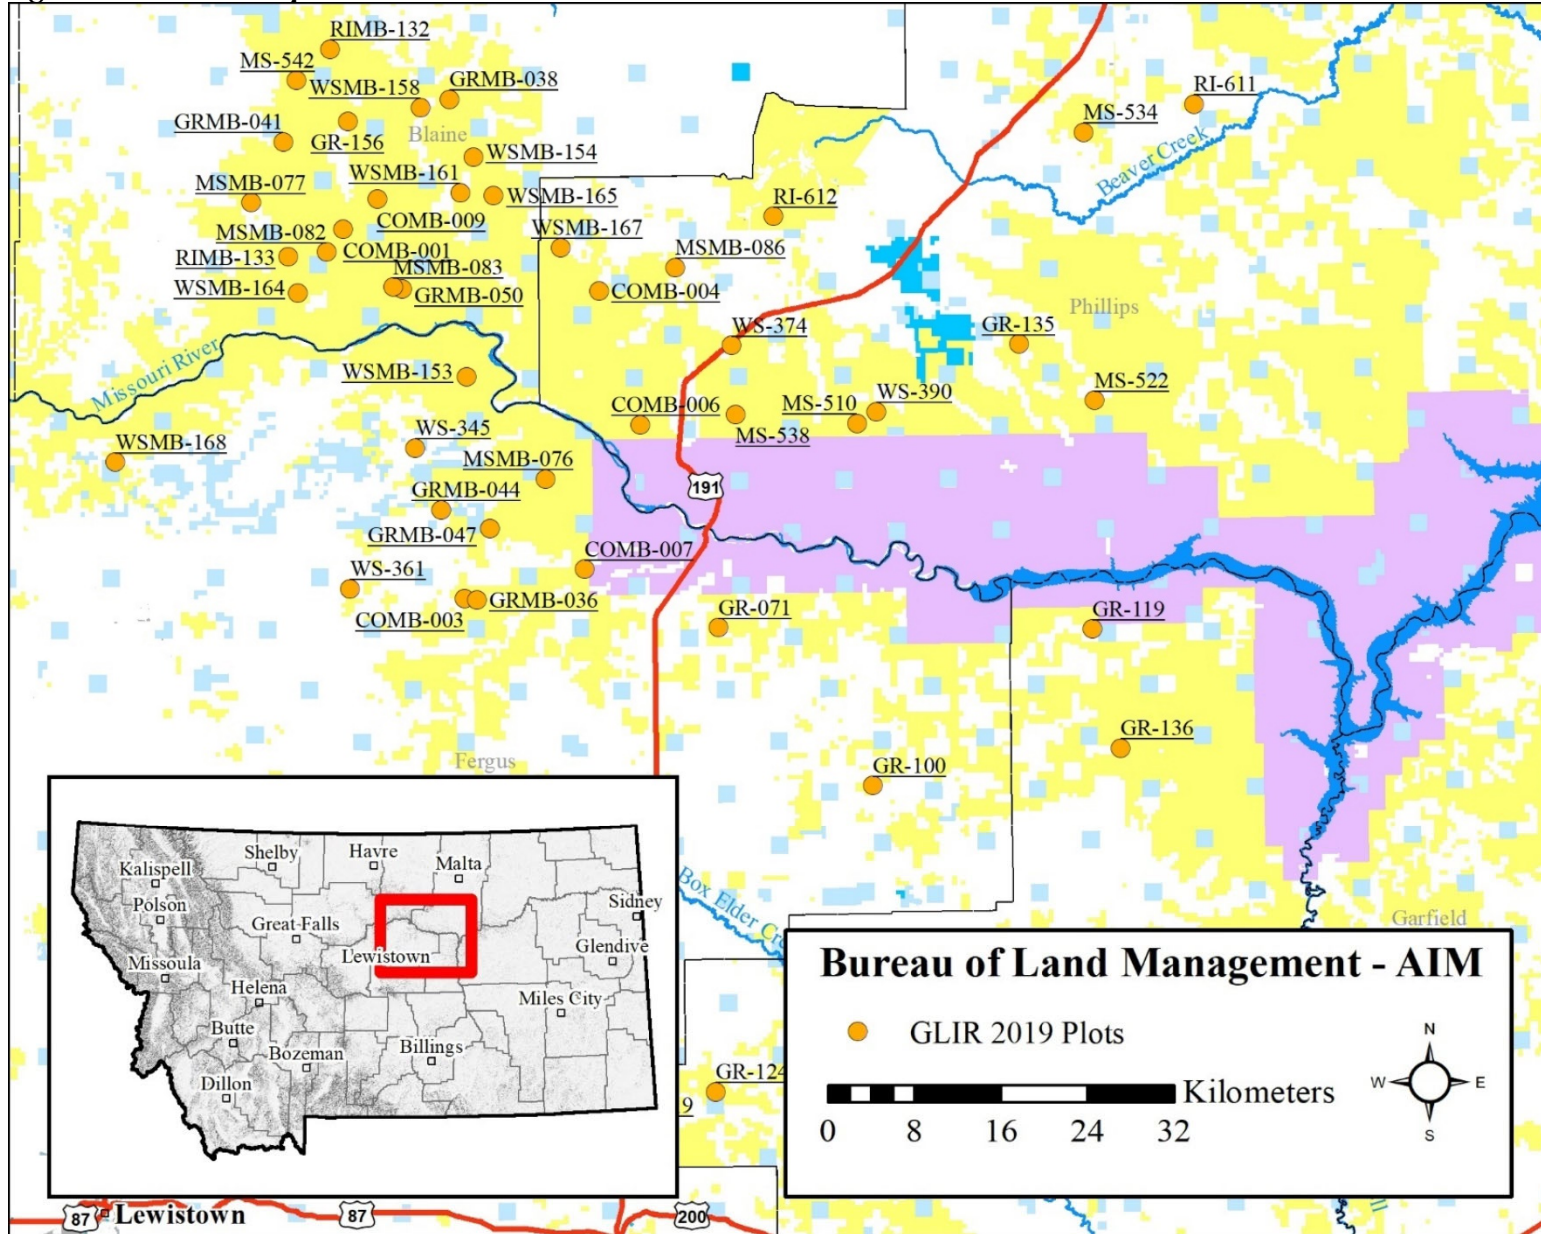 RIMB-132
MS-542
WSMB-158
GRMB-038
RI-611
MS-534
GRMB-041
GR-156
Blaine
Beaver Creek
WSMB-154
WSMB-161
MSMB-077
WSMB-165
RI-612
COMB-009
MSMB-082
WSMB-167
COMB-001
MSMB-086
RIMB-133
MSMB-083
WSMB-164
GRMB-050
COMB-004
Phillips
WS-374
GR-135
Missouri River
WSMB-153
MS-522
WS-390
COMB-006
MS-510
MS-538
WSMB-168
WS-345
MSMB-076
191
GRMB-044
GRMB-047
COMB-007
WS-361
GRMB-036
COMB-003
GR-071
GR-119
GR-136
Fergus
GR-100
Box Elder
Garfield
GR-124
9
Shelby
Havre
Malta
Kalispell
Polson
Sidney
Great Falls
Lewistown
Glendive
Missoula
Helena
Miles City
Butte
Bozeman
Billings
Dillon
Bureau of Land Management - AIM
GLIR 2019 Plots
Kilometers
0 8 16 24 32
N
W E
S
87
Lewistown
87
200